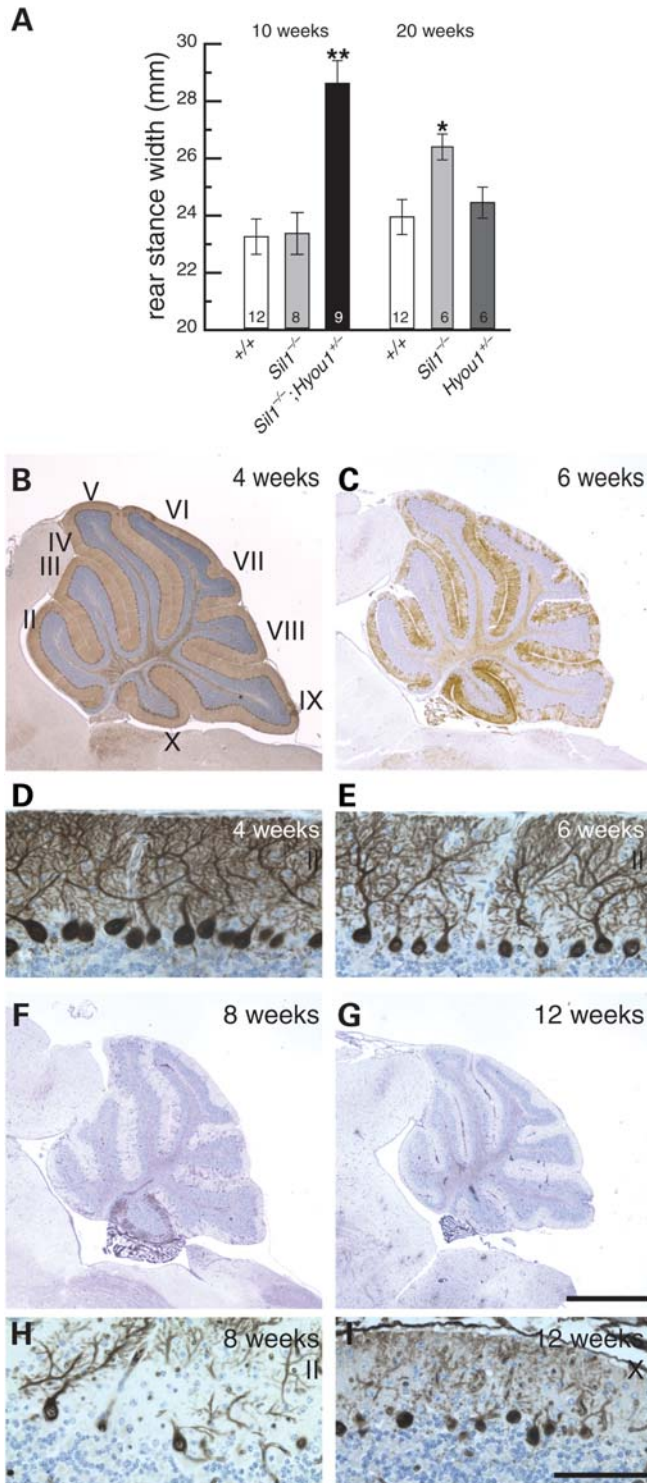 A
10 weeks 20 weeks
30
28
26
24
22
20
rear stance width (mm)
**
*
12 8 9 12 6 6
+/+ Sil1-/- Sil1-/-;Hyou1+/- +/+ Sil1-/- Hyou1+/-
B 4 weeks
V
VI
IV
III
VII
II
VIII
IX
X
C 6 weeks
D 4 weeks
II
E 6 weeks
II
F 8 weeks
G 12 weeks
H 8 weeks
II
I 12 weeks
X